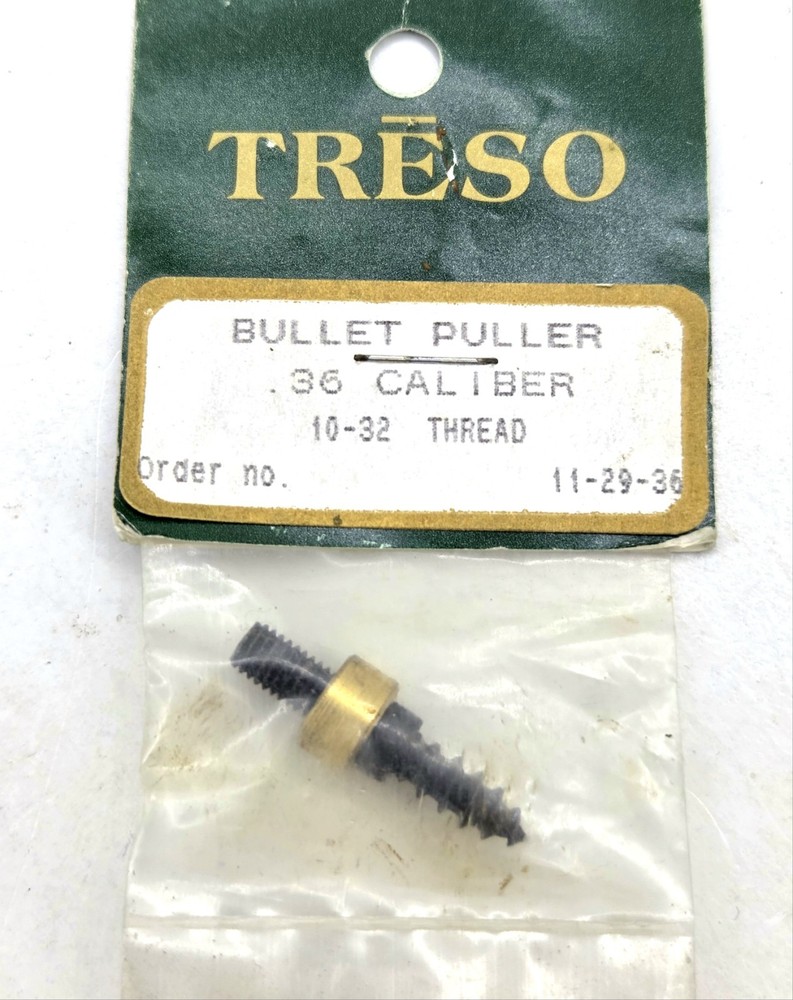 TRĒSO
BULLET PULLER
.36 CALIBER
10-32 THREAD
Order no. 11-29-36